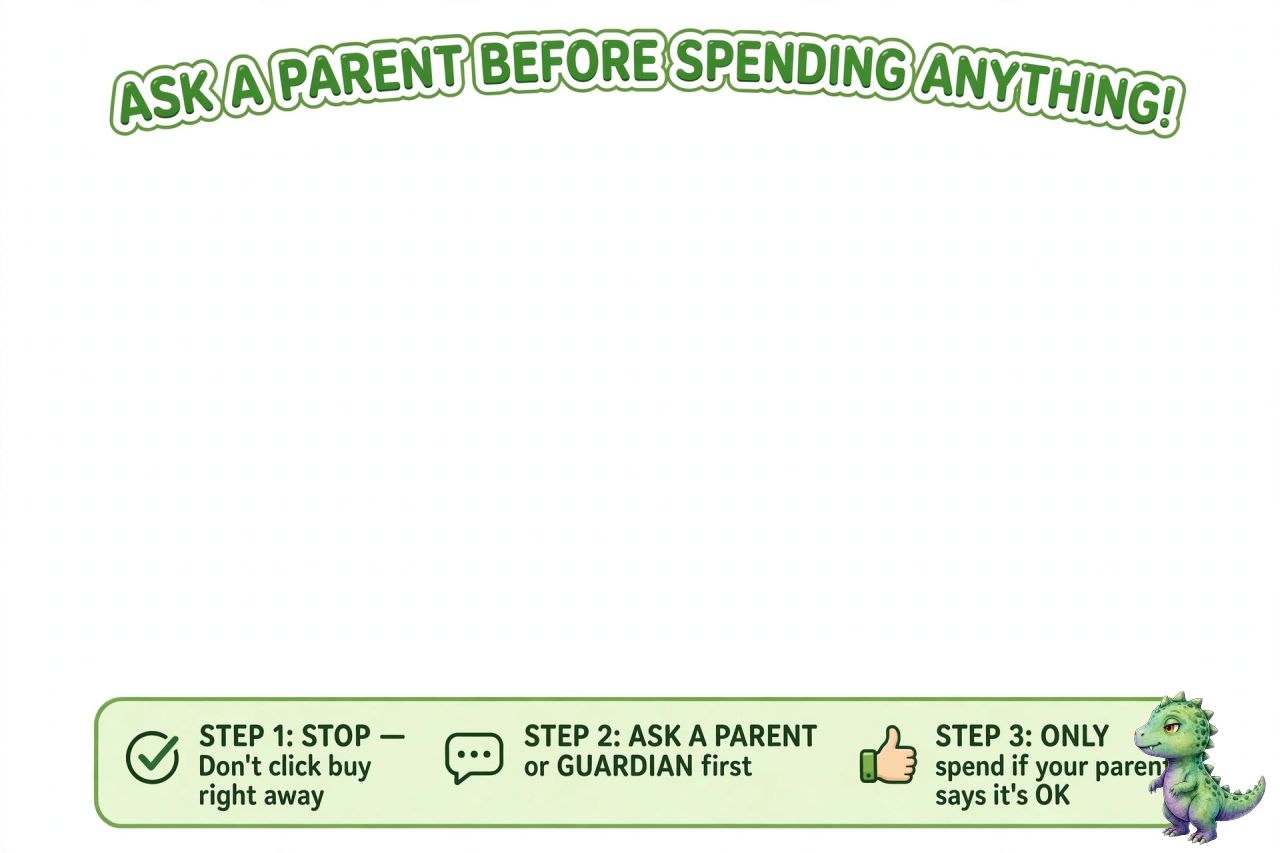 ASK A PARENT BEFORE SPENDING ANYTHING!
STEP 1: STOP —
Don't click buy
right away
STEP 2: ASK A PARENT
or GUARDIAN first
STEP 3: ONLY
spend if your parent
says it's OK